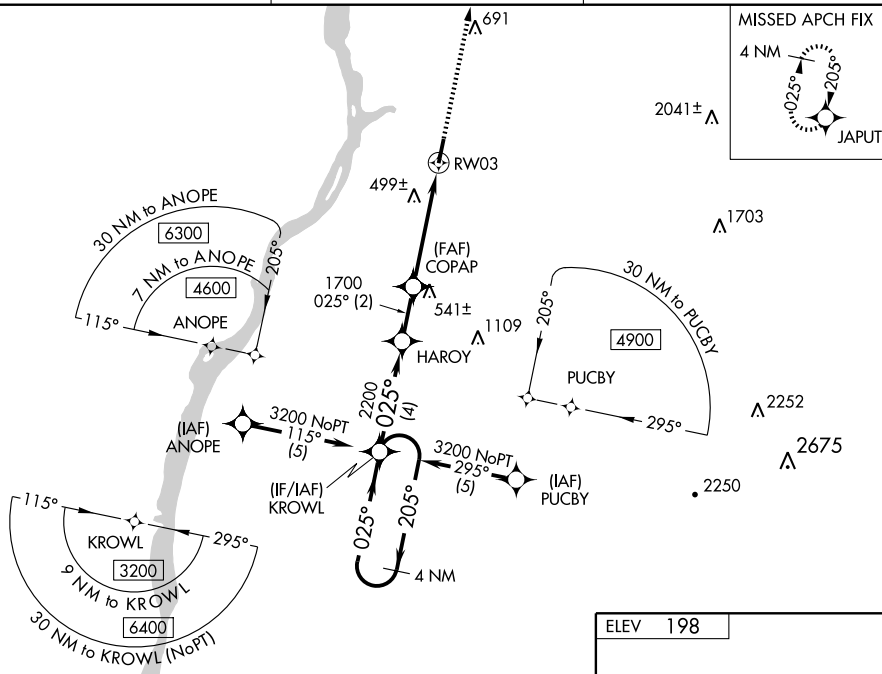 691
MISSED APCH FIX
4 NM
025°
205°
JAPUT
2041±
RW03
499±
1703
30 NM to ANOPE
6300
7 NM to ANOPE
4600
205°
115°
ANOPE
(FAF)
COPAP
1700
025° (2)
541±
HAROY
1109
30 NM to PUCBY
205°
4900
PUCBY
295°
2252
2675
2250
2200
025°
(4)
(IAF)
ANOPE
3200 NoPT
115°
(5)
3200 NoPT
295°
(5)
(IAF)
PUCBY
(IF/IAF)
KROWL
025°
205°
4 NM
115°
295°
KROWL
3200
9 NM to KROWL
6400
30 NM to KROWL (NoPT)
ELEV 198